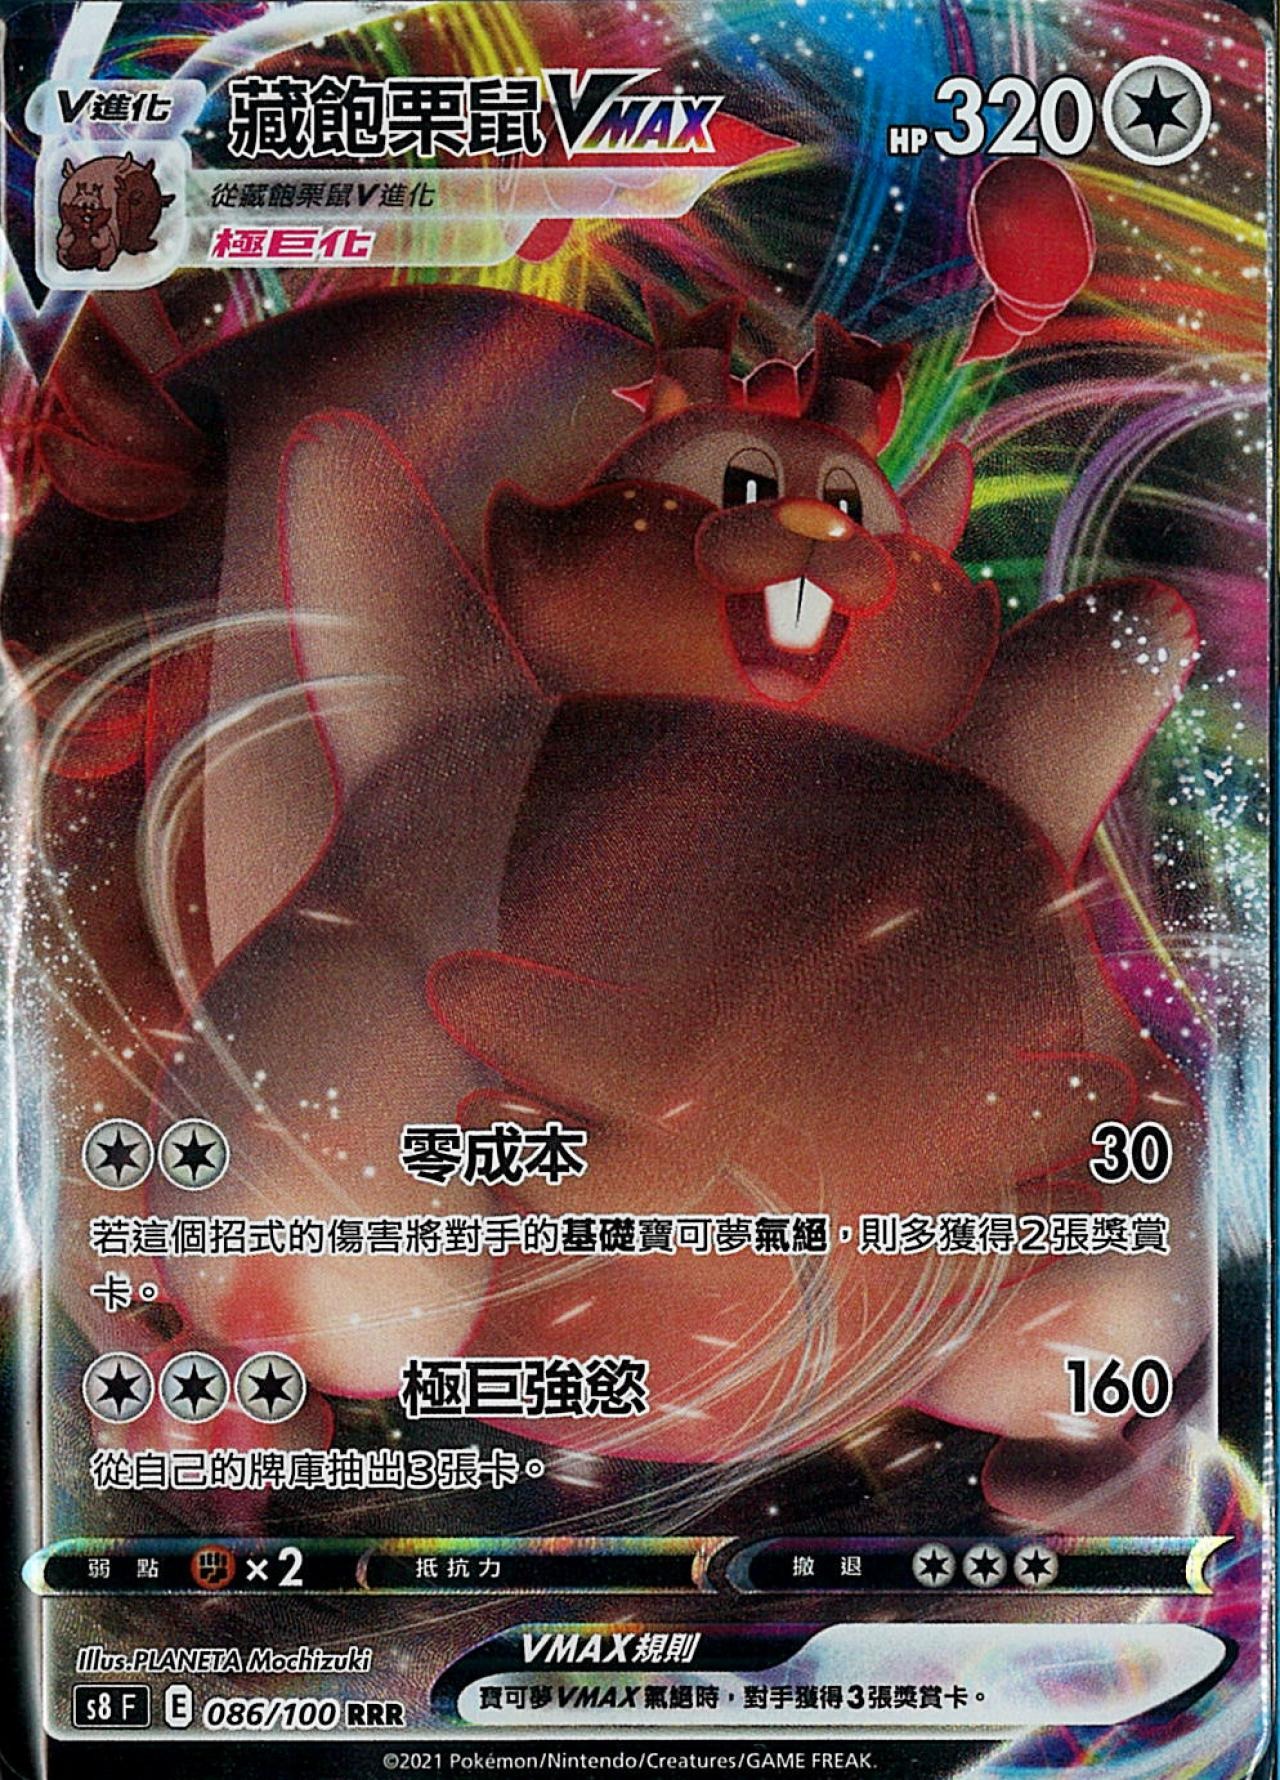 V進化
藏飽栗鼠VMAX
HP320
從藏飽栗鼠V進化
極巨化
零成本 30
若這個招式的傷害將對手的基礎寶可夢氣絕,則多獲得2張獎賞
卡。
極巨強慾 160
從自己的牌庫抽出3張卡。
弱點 ×2 抵抗力 撤退
Illus.PLANETA Mochizuki
VMAX規則
寶可夢VMAX氣絕時,對手獲得3張獎賞卡。
s8 F E 086/100 RRR
©2021 Pokémon/Nintendo/Creatures/GAME FREAK.